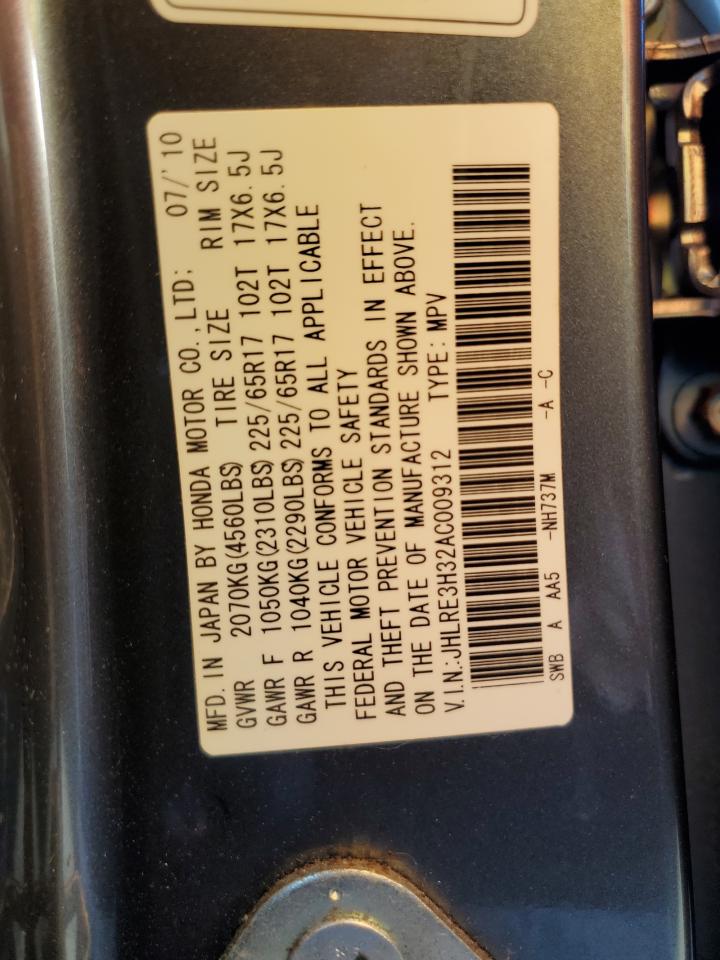 MFD. IN JAPAN BY HONDA MOTOR CO.,LTD: 07/'10
GVWR 2070KG(4560LBS) TIRE SIZE RIM SIZE
GAWR F 1050KG(2310LBS) 225/65R17 102T 17X6.5J
GAWR R 1040KG(2290LBS) 225/65R17 102T 17X6.5J
THIS VEHICLE CONFORMS TO ALL APPLICABLE
FEDERAL MOTOR VEHICLE SAFETY
AND THEFT PREVENTION STANDARDS IN EFFECT
ON THE DATE OF MANUFACTURE SHOWN ABOVE.
V.I.N.:JHLRE3H32AC009312 TYPE: MPV
SWB A AA5 -NH737M -A -C